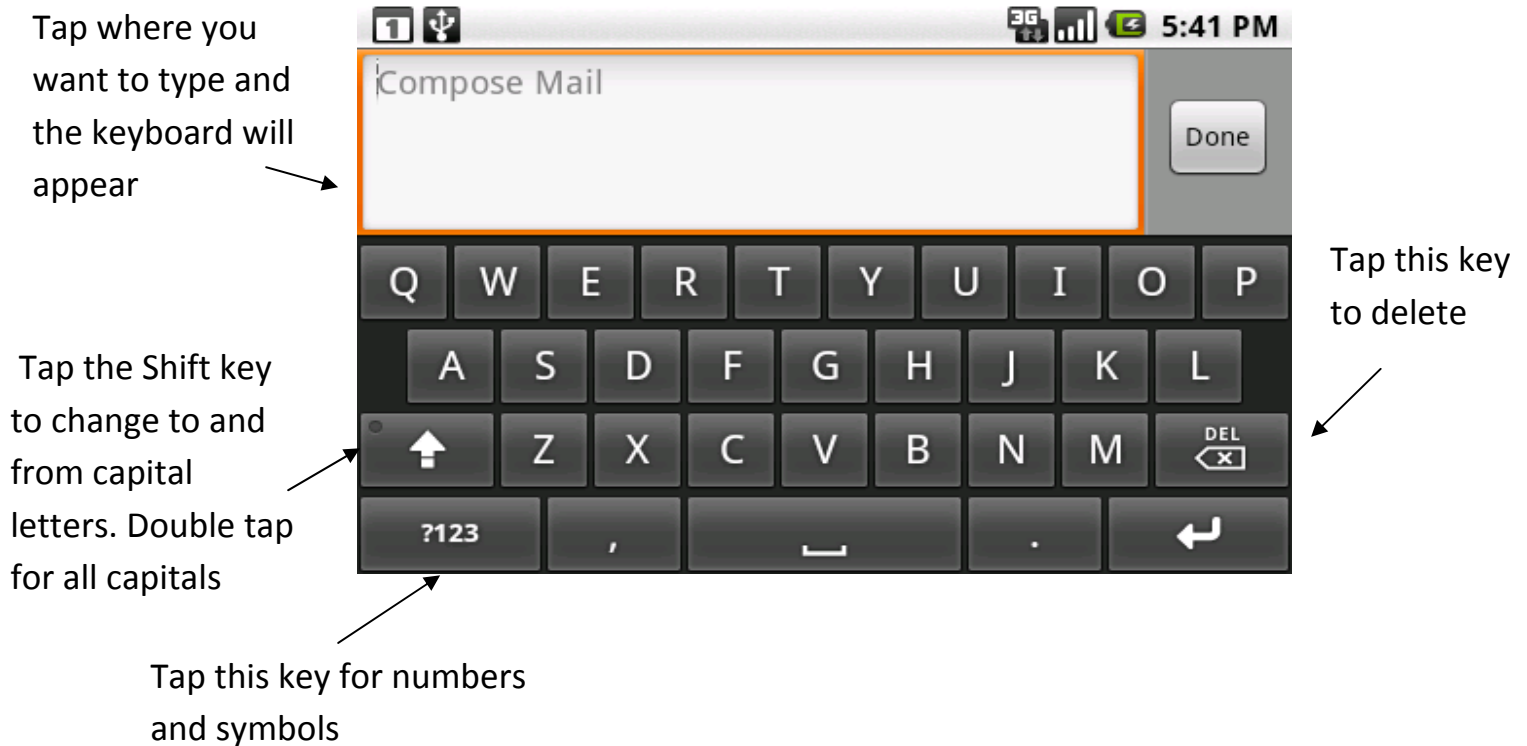 Tap where you
want to type and
the keyboard will
appear
1
3G
5:41 PM
Compose Mail
Done
Q W E R T Y U I O P
A S D F G H J K L
Z X C V B N M DEL
?123 , .
Tap this key
to delete
Tap the Shift key
to change to and
from capital
letters. Double tap
for all capitals
Tap this key for numbers
and symbols